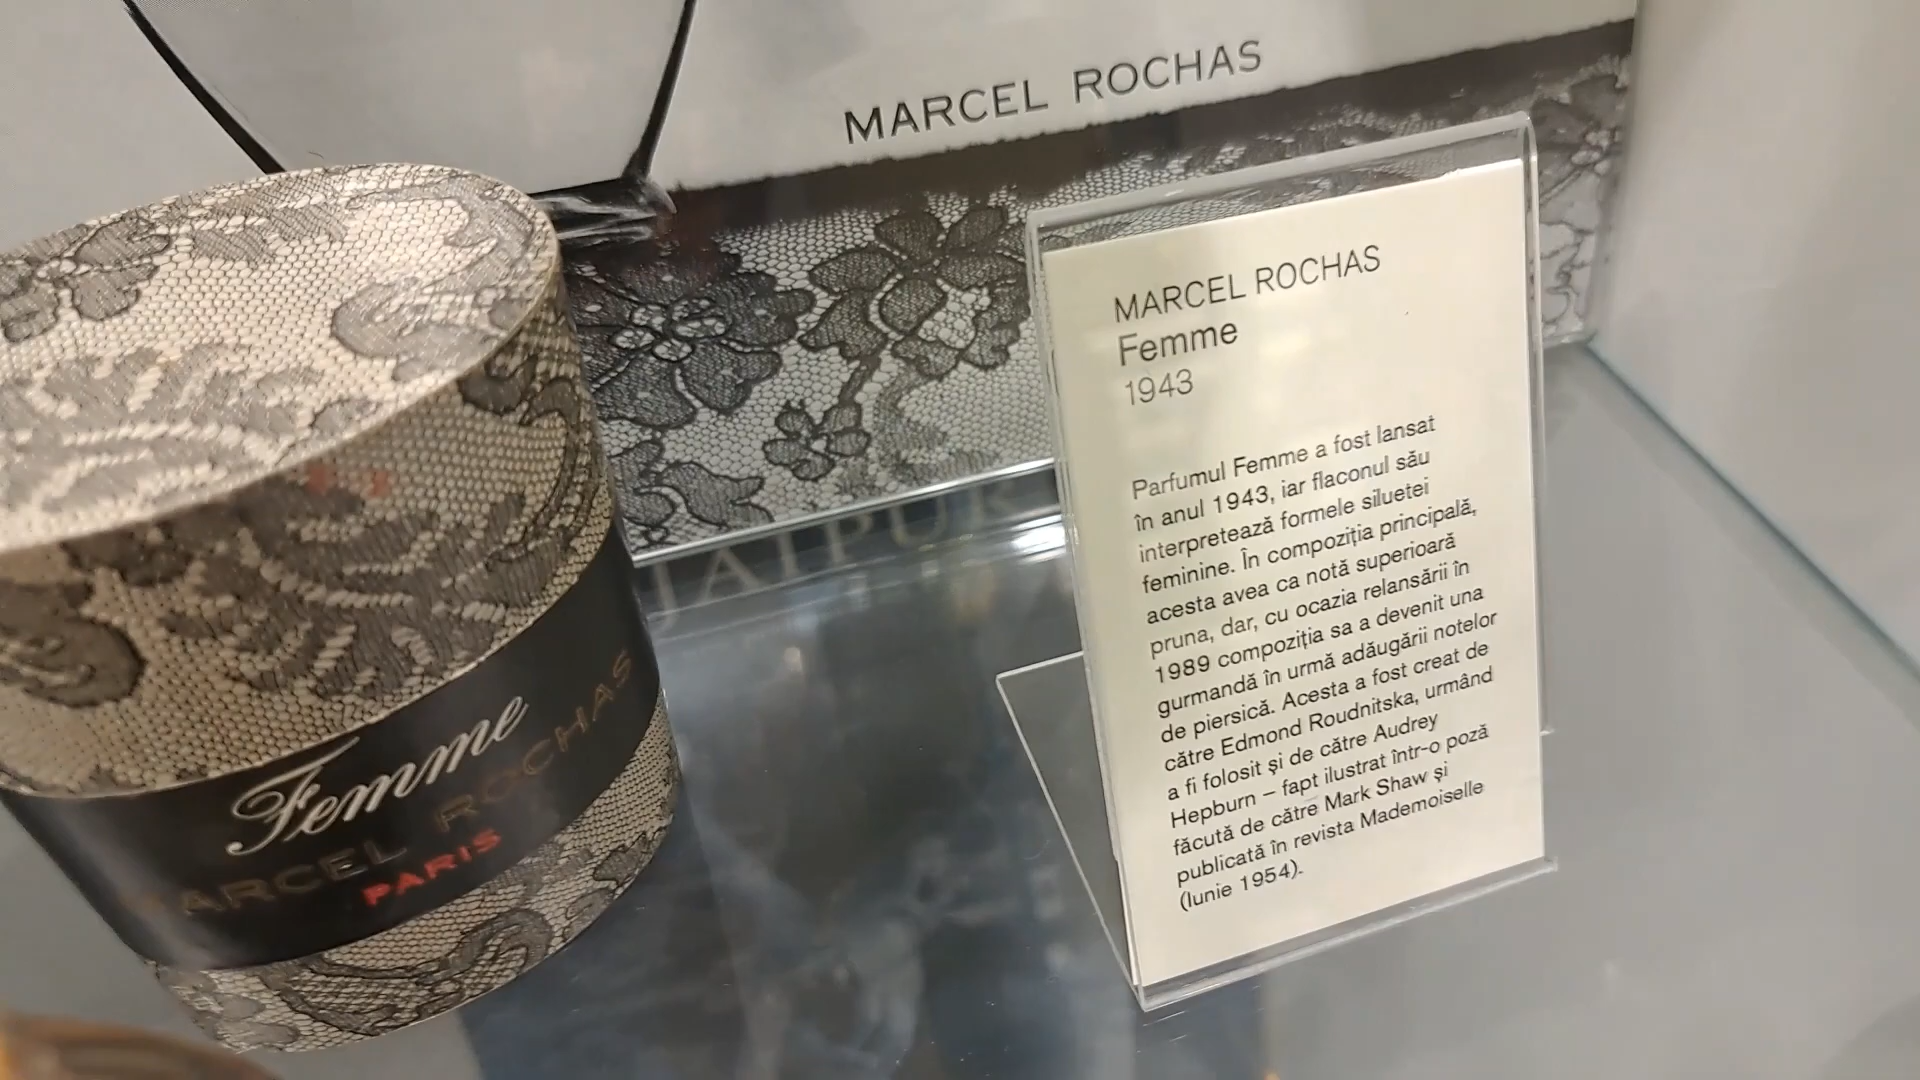 MARCEL ROCHAS
MARCEL ROCHAS
Femme
1943
Parfumul Femme a fost lansat
în anul 1943, iar flaconul său
interpretează formele siluetei
feminine. În compoziția principală,
acesta avea ca notă superioară
pruna, dar, cu ocazia relansării în
1989 compoziția sa a devenit una
gurmandă în urmă adăugării notelor
de piersică. Acesta a fost creat de
către Edmond Roudnitska, urmând
a fi folosit și de către Audrey
Hepburn – fapt ilustrat într-o poză
făcută de către Mark Shaw și
publicată în revista Mademoiselle
(Iunie 1954).
JAIPUR
Femme
ARCEL ROCHAS
PARIS